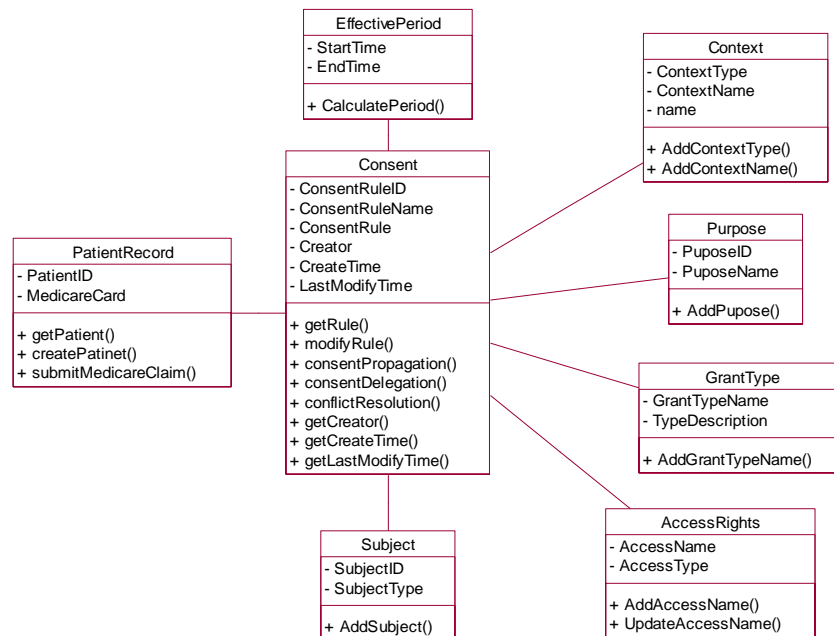 EffectivePeriod
- StartTime
- EndTime
+ CalculatePeriod()
Context
- ContextType
- ContextName
- name
+ AddContextType()
+ AddContextName()
Consent
- ConsentRuleID
- ConsentRuleName
- ConsentRule
- Creator
- CreateTime
- LastModifyTime
+ getRule()
+ modifyRule()
+ consentPropagation()
+ consentDelegation()
+ conflictResolution()
+ getCreator()
+ getCreateTime()
+ getLastModifyTime()
PatientRecord
- PatientID
- MedicareCard
+ getPatient()
+ createPatinet()
+ submitMedicareClaim()
Purpose
- PuposeID
- PuposeName
+ AddPupose()
GrantType
- GrantTypeName
- TypeDescription
+ AddGrantTypeName()
AccessRights
- AccessName
- AccessType
+ AddAccessName()
+ UpdateAccessName()
Subject
- SubjectID
- SubjectType
+ AddSubject()